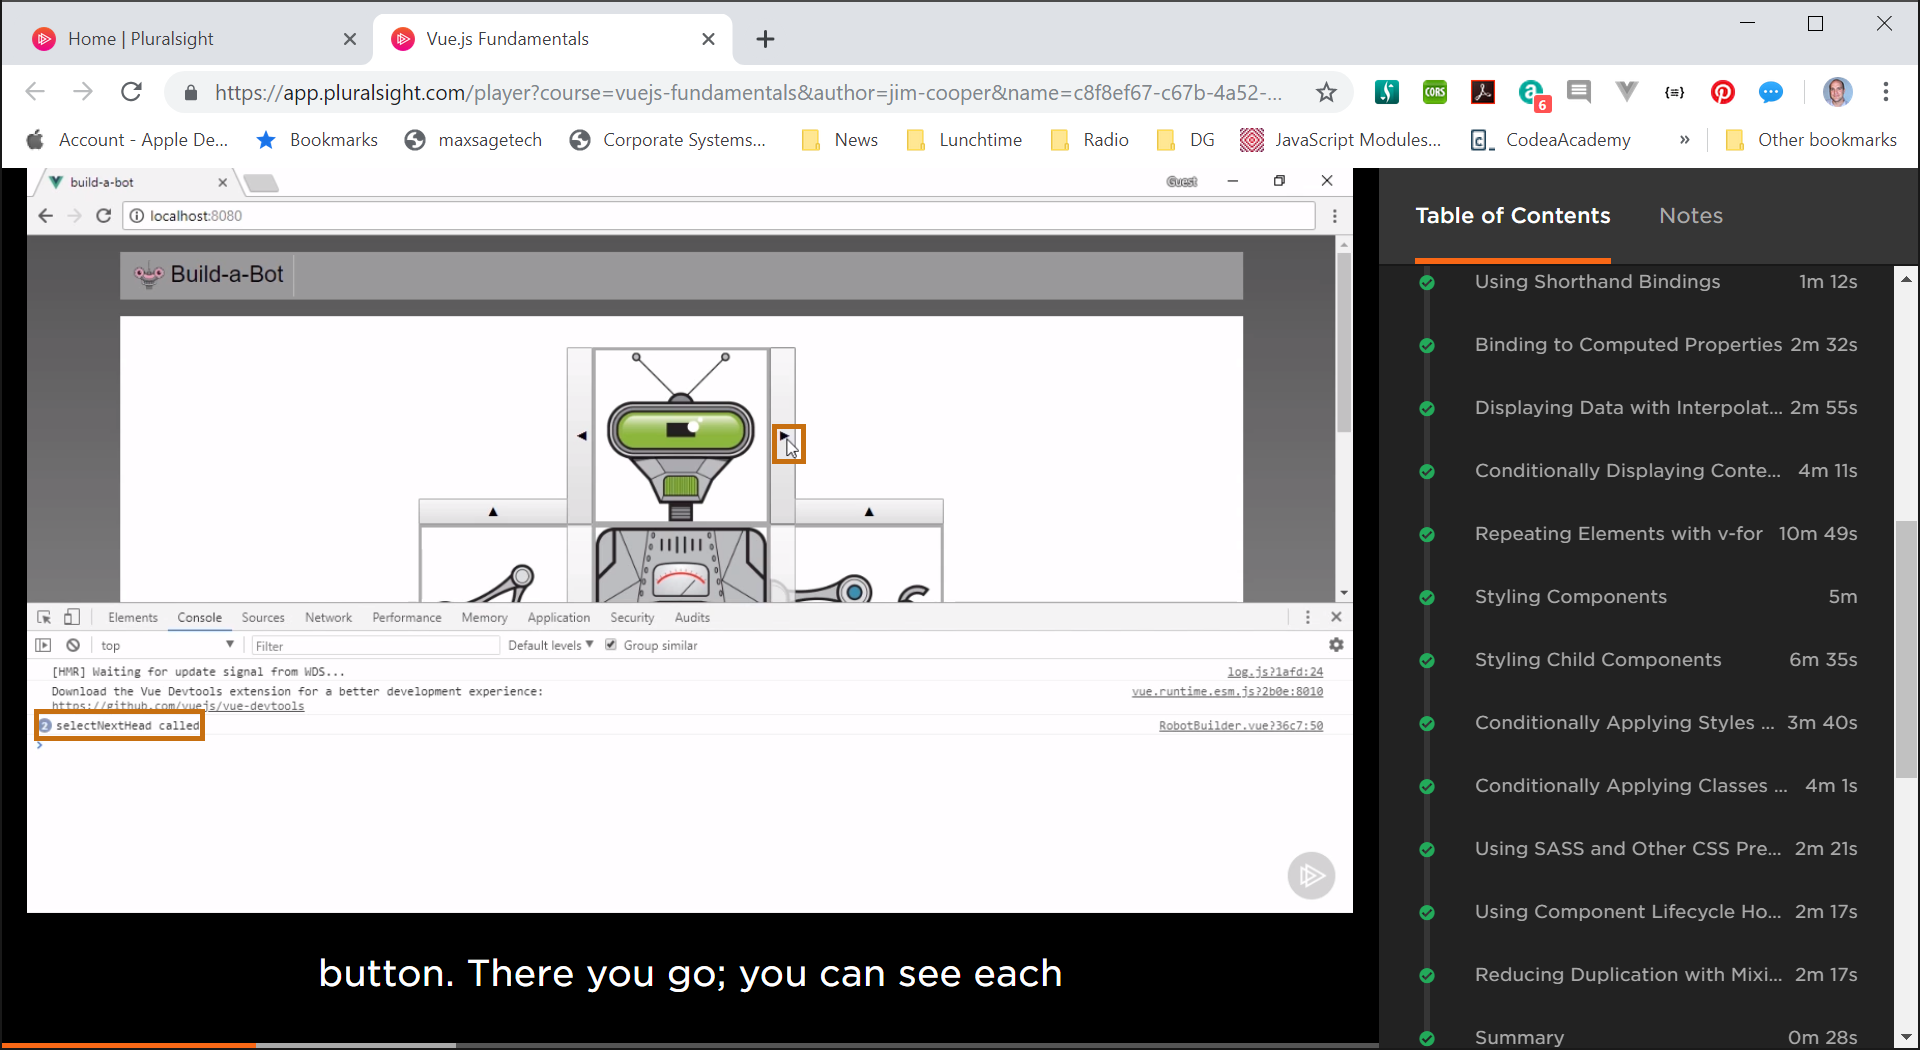 Home | Pluralsight
Vue.js Fundamentals
https://app.pluralsight.com/player?course=vuejs-fundamentals&author=jim-cooper&name=c8f8ef67-c67b-4a52-...
CORS
6
Account - Apple De...
Bookmarks
maxsagetech
Corporate Systems...
News
Lunchtime
Radio
DG
JavaScript Modules...
CodeaAcademy
»
Other bookmarks
build-a-bot
Guest
localhost:8080
Build-a-Bot
Elements Console Sources Network Performance Memory Application Security Audits
top
Filter
Default levels
Group similar
[HMR] Waiting for update signal from WDS...
log.js?1afd:24
Download the Vue Devtools extension for a better development experience:
vue.runtime.esm.js?2b0e:8010
https://github.com/vuejs/vue-devtools
2 selectNextHead called
RobotBuilder.vue?36c7:50
button. There you go; you can see each
Table of Contents
Notes
Using Shorthand Bindings 1m 12s
Binding to Computed Properties 2m 32s
Displaying Data with Interpolat... 2m 55s
Conditionally Displaying Conte... 4m 11s
Repeating Elements with v-for 10m 49s
Styling Components 5m
Styling Child Components 6m 35s
Conditionally Applying Styles ... 3m 40s
Conditionally Applying Classes ... 4m 1s
Using SASS and Other CSS Pre... 2m 21s
Using Component Lifecycle Ho... 2m 17s
Reducing Duplication with Mixi... 2m 17s
Summary 0m 28s